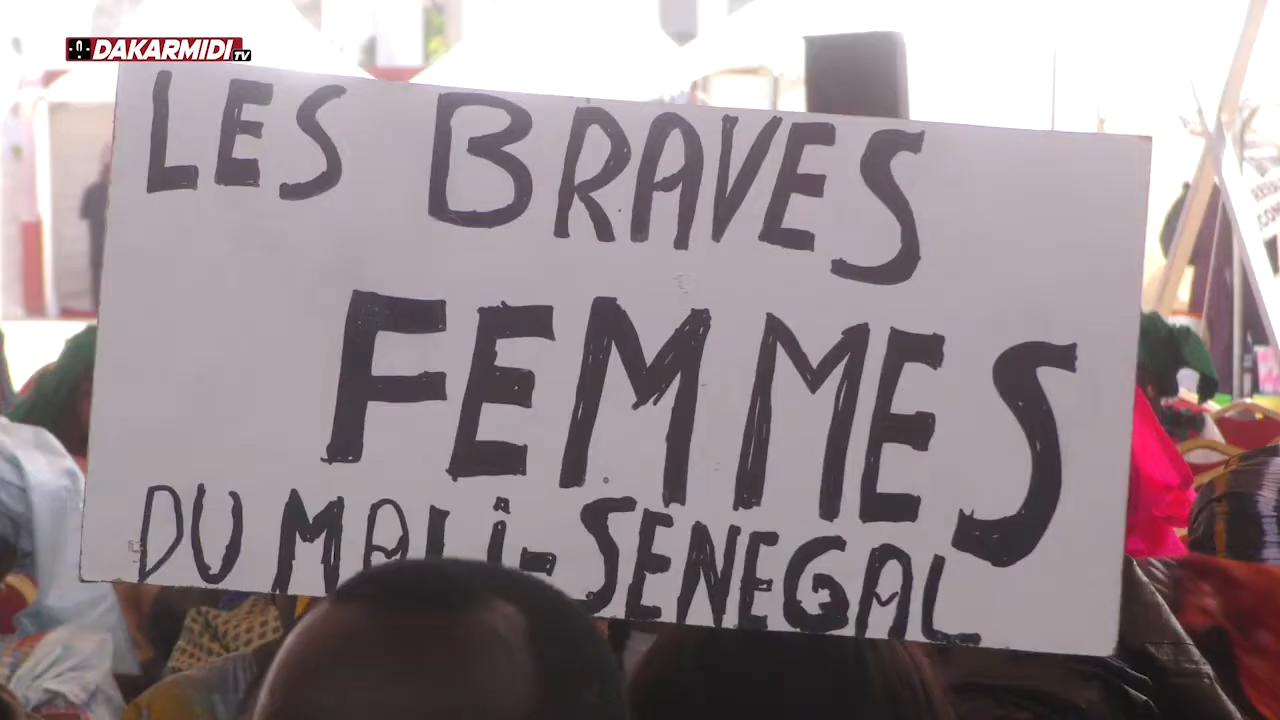 DAKARMIDI TV
LES BRAVES
FEMMES
DU MALi-SENEGAL